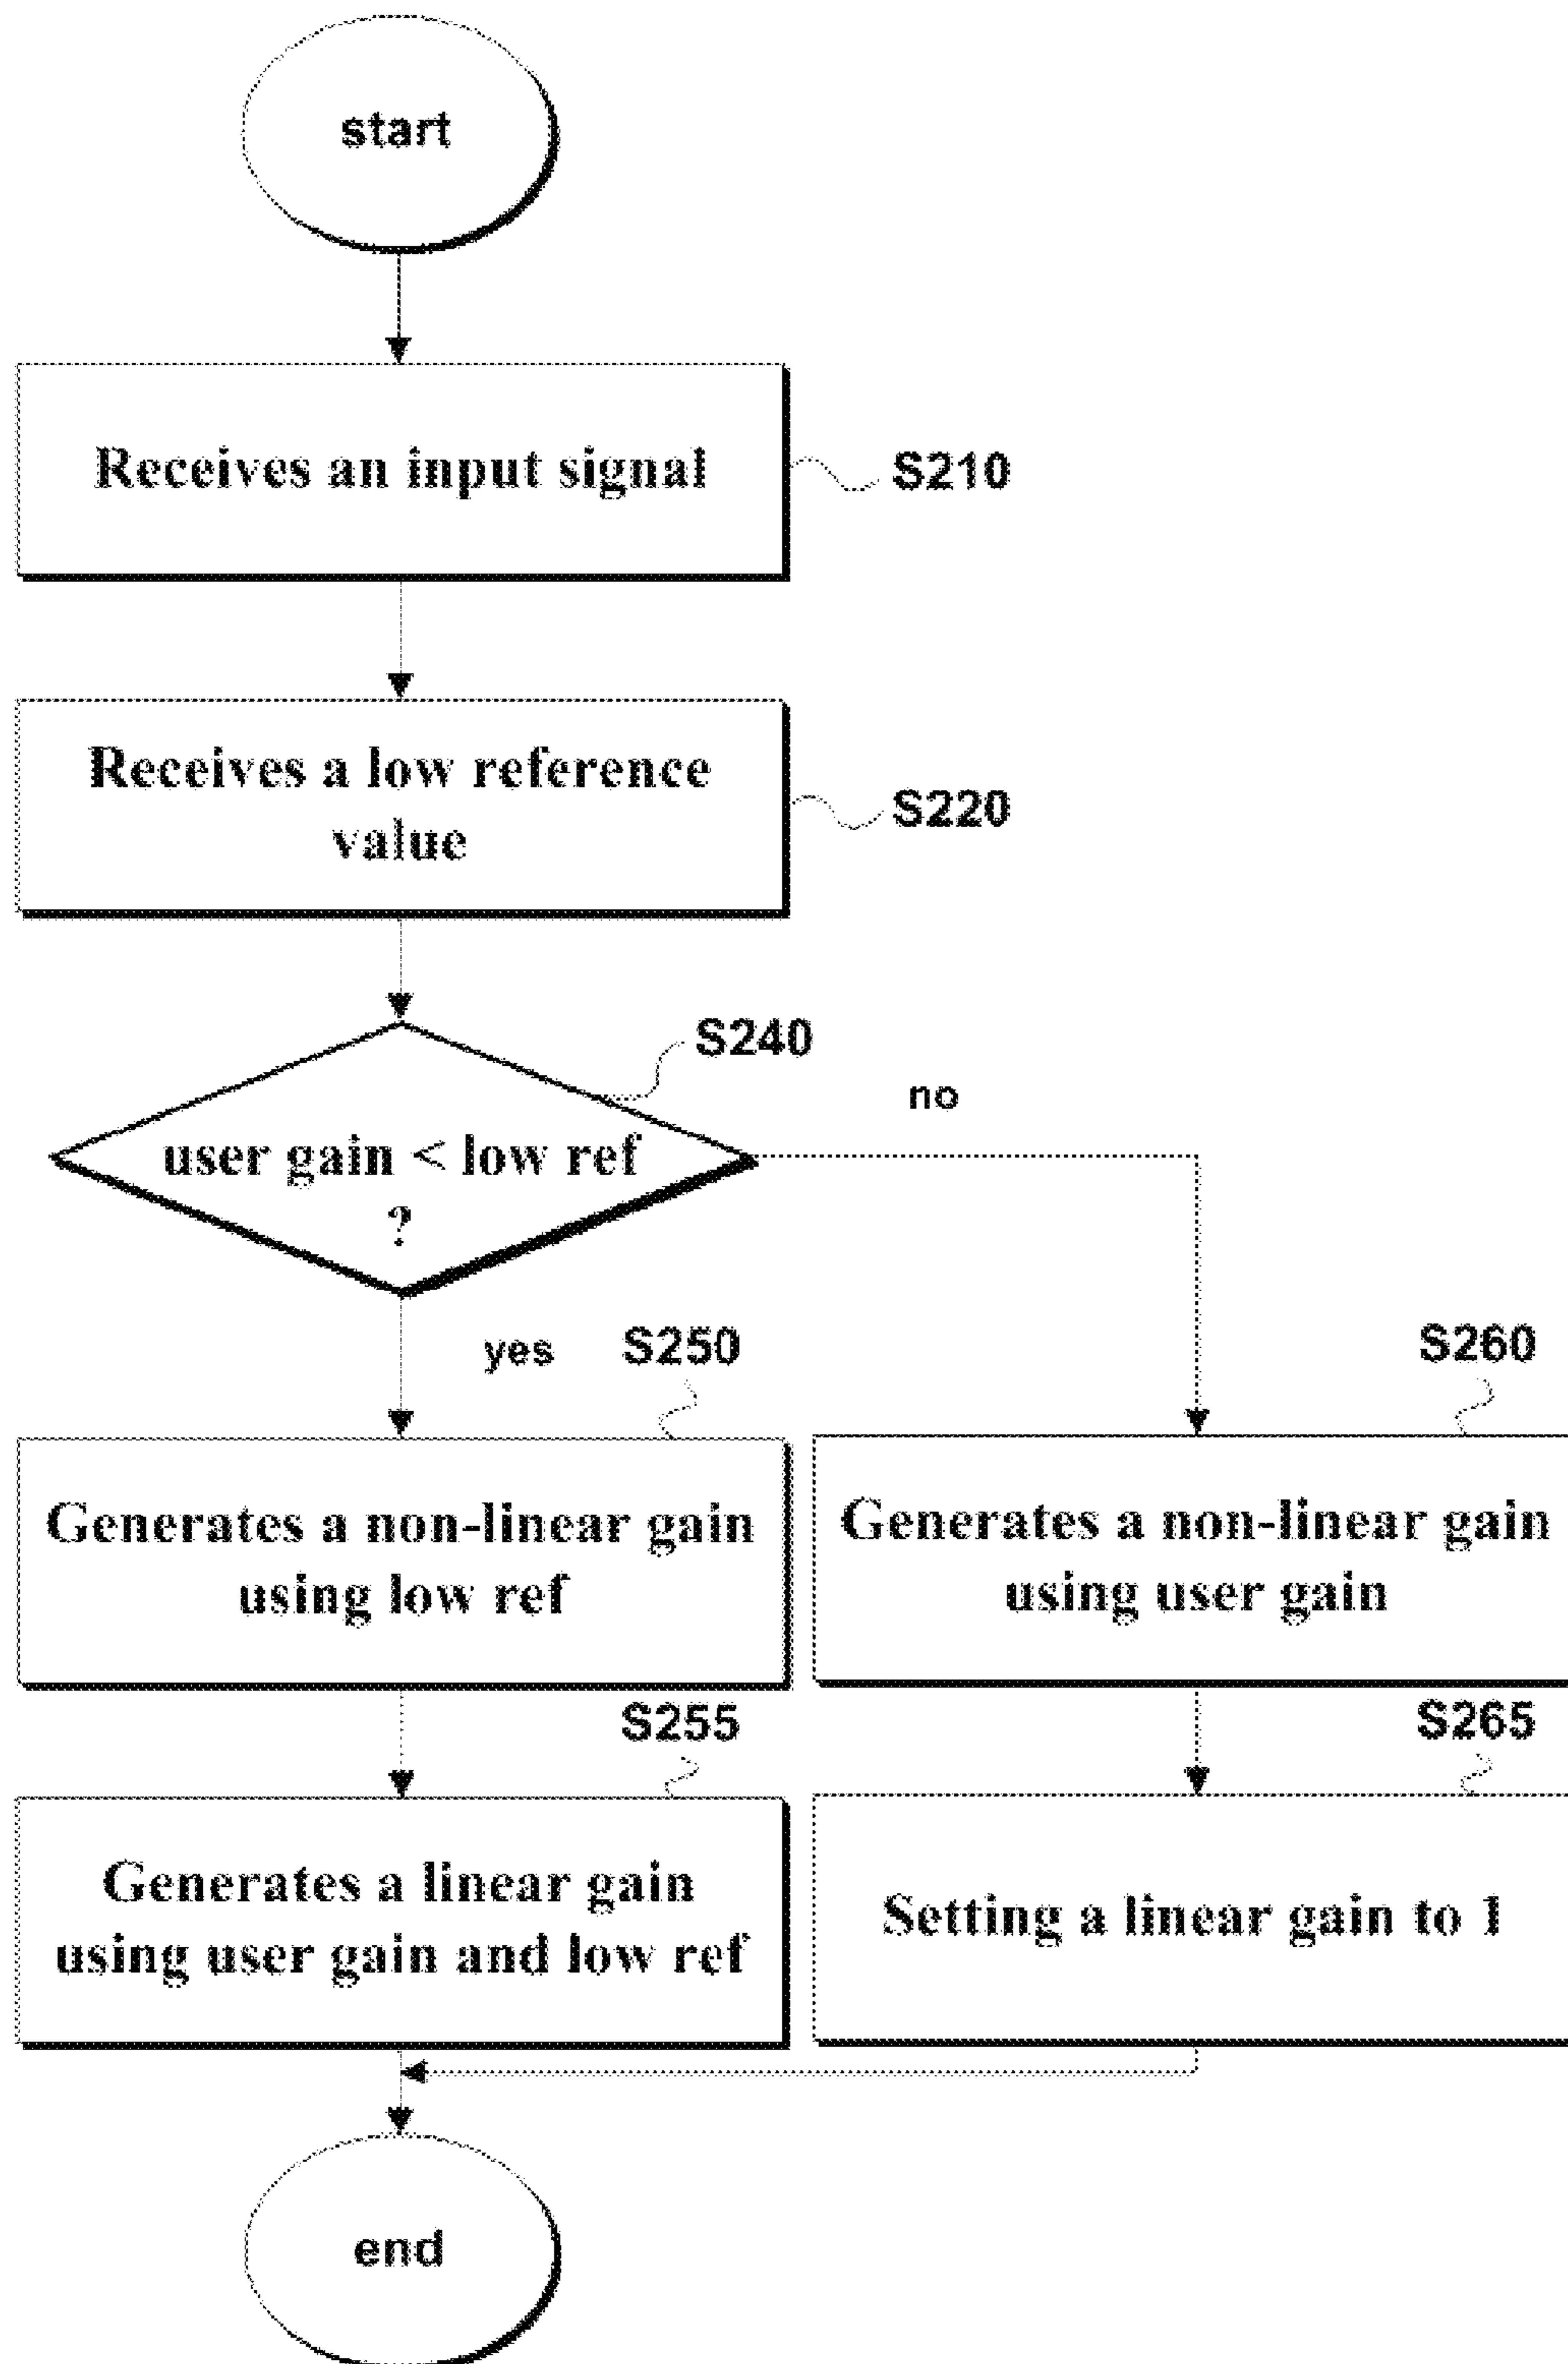 start
Receives an input signal
S210
Receives a low reference
value
S220
S240
no
user gain < low ref
?
yes
S250
S260
Generates a non-linear gain
using low ref
Generates a non-linear gain
using user gain
S255
S265
Generates a linear gain
using user gain and low ref
Setting a linear gain to 1
end